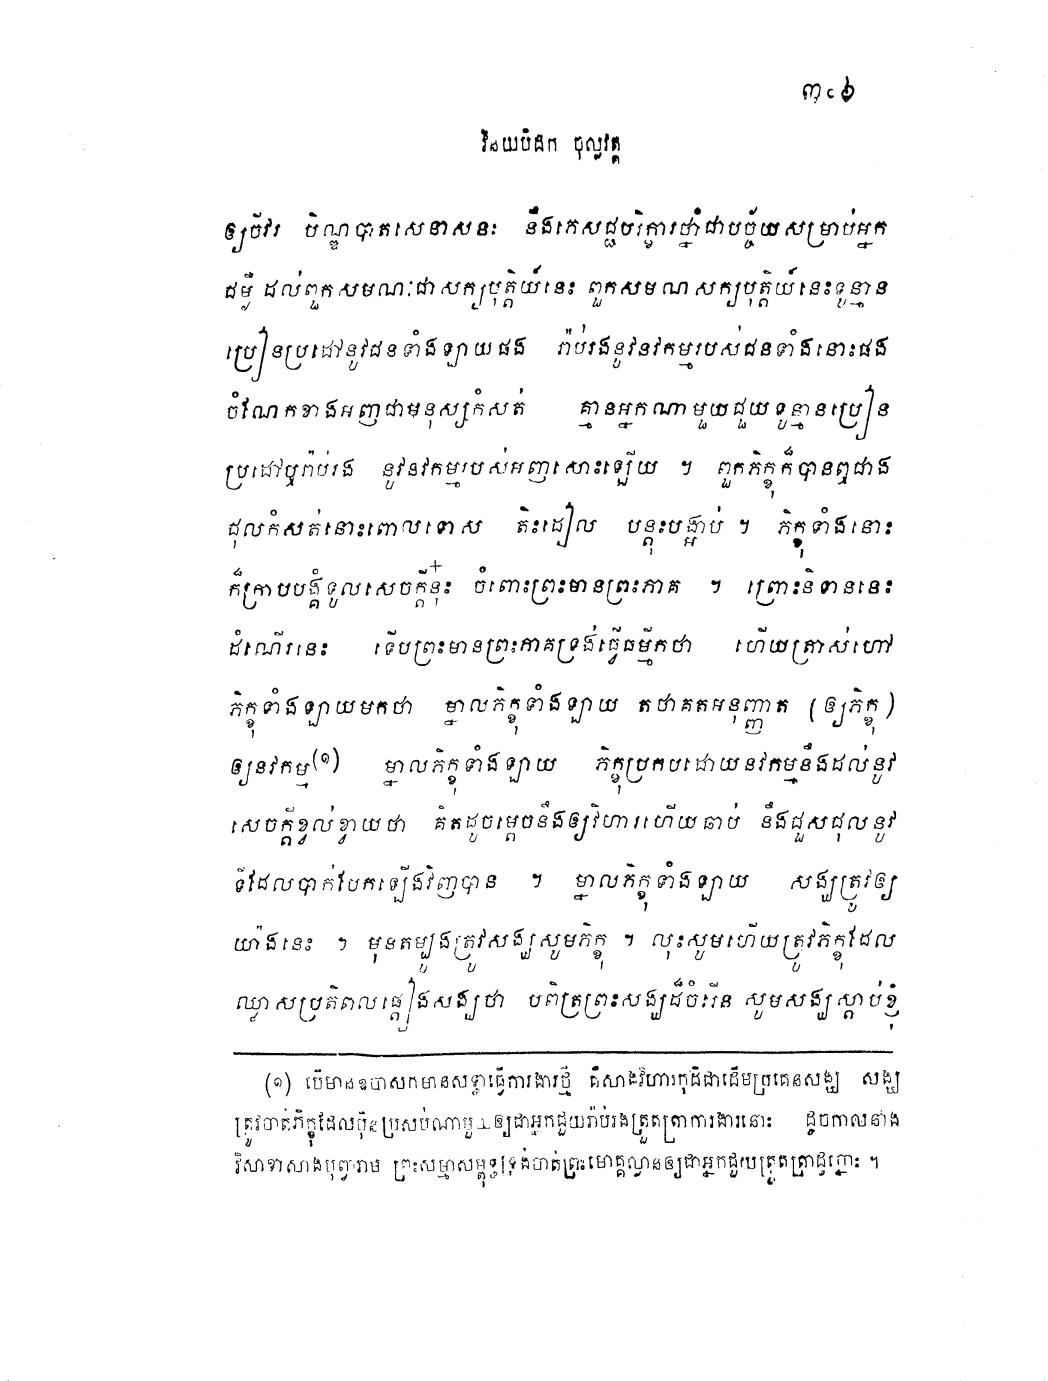 វិនយបិដក ចុល្លវគ្គ
ឲ្យចីវរ បិណ្ឌបាតសេនាសនៈ នឹងភេសជ្ជបរិក្ខារថ្នាំជាបច្ច័យសម្រាប់អ្នក
ជម្ងឺ ដល់ពួកសមណៈជាសក្យបុត្តិយ៍នេះ ពួកសមណសក្យបុត្តិយ៍នេះទូន្មាន
ប្រៀនប្រដៅនូវជនទាំងឡាយផង រ៉ាប់រងនូវនវកម្មរបស់ជនទាំងនោះផង
ចំណែកខាងអញជាមនុស្សកំសត់ គ្មានអ្នកណាមួយជួយទូន្មានប្រៀន
ប្រដៅឬរ៉ាប់រង នូវនវកម្មរបស់អញសោះឡើយ ។ ពួកភិក្ខុក៏បានឮជាង
ជុលកំសត់នោះពោលទោស តិះដៀល បន្តុះបង្អាប់ ។ ភិក្ខុទាំងនោះ
ក៏ក្រាបបង្គំទូលសេចក្តីនុ៎ះ ចំពោះព្រះមានព្រះភាគ ។ ព្រោះនិទាននេះ
ដំណើរនេះ ទើបព្រះមានព្រះភាគទ្រង់ធ្វើធម្មីកថា ហើយត្រាស់ហៅ
ភិក្ខុទាំងឡាយមកថា ម្នាលភិក្ខុទាំងឡាយ តថាគតអនុញ្ញាត (ឲ្យភិក្ខុ)
ឲ្យនវកម្ម(១) ម្នាលភិក្ខុទាំងឡាយ ភិក្ខុប្រកបដោយនវកម្មនឹងដល់នូវ
សេចក្តីខ្វល់ខ្វាយថា គិតដូចម្តេចនឹងឲ្យវិហារហើយឆាប់ នឹងជួសជុលនូវ
ទីដែលបាក់បែកឡើងវិញបាន ។ ម្នាលភិក្ខុទាំងឡាយ សង្ឃត្រូវឲ្យ
យ៉ាងនេះ ។ មុនតម្បូងត្រូវសង្ឃសូមភិក្ខុ ។ លុះសូមហើយត្រូវភិក្ខុដែល
ឈ្លាសប្រតិពលផ្តៀងសង្ឃថា បពិត្រព្រះសង្ឃដ៏ចំរើន សូមសង្ឃស្តាប់ខ្ញុំ
(១) បើមានឧបាសកមានសទ្ធាធ្វើការងារថ្មី គឺសាងវិហារកុដិជាដើមប្រគេនសង្ឃ សង្ឃ
ត្រូវចាត់ភិក្ខុដែលប៉ិនប្រសប់ណាមួយឲ្យជាអ្នកជួយរ៉ាប់រងត្រួតត្រាការងារនោះ ដូចកាលនាង
វិសាខាសាងបុព្វារាម ព្រះសម្មាសម្ពុទ្ធទ្រង់ចាត់ព្រះមោគ្គល្លានឲ្យជាអ្នកជួយត្រួតត្រាដូច្នោះ ។